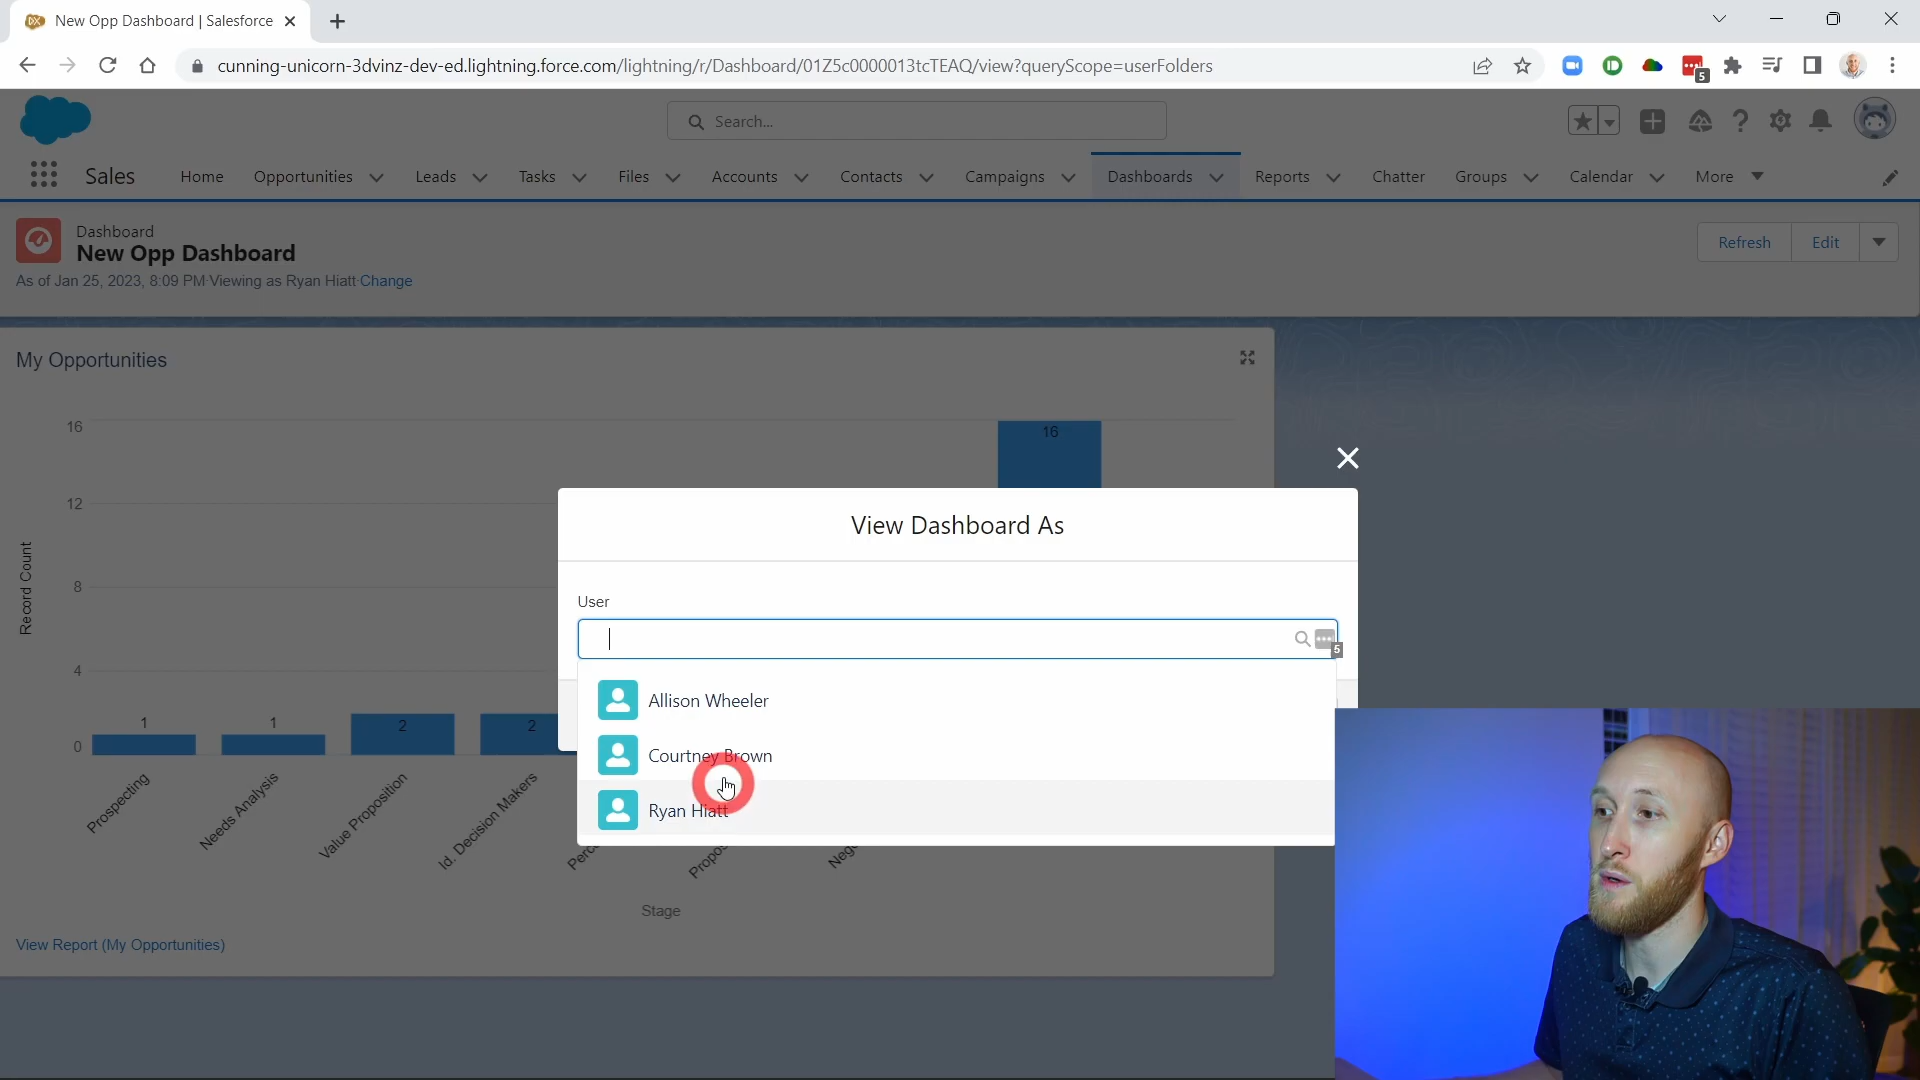 New Opp Dashboard | Salesforce
cunning-unicorn-3dvinz-dev-ed.lightning.force.com/lightning/r/Dashboard/01Z5c0000013tcTEAQ/view?queryScope=userFolders
5
Search...
Sales
Home
Opportunities
Leads
Tasks
Files
Accounts
Contacts
Campaigns
Dashboards
Reports
Chatter
Groups
Calendar
More
Dashboard
New Opp Dashboard
As of Jan 25, 2023, 8:09 PM·Viewing as Ryan Hiatt·Change
Refresh
Edit
My Opportunities
16
12
8
4
0
Record Count
16
1
1
2
2
Prospecting
Needs Analysis
Value Proposition
Id. Decision Makers
Stage
View Report (My Opportunities)
View Dashboard As
User
5
Allison Wheeler
Courtney Brown
Ryan Hiatt